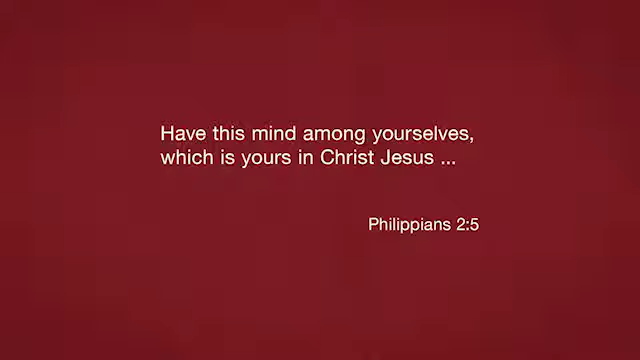 Have this mind among yourselves,
which is yours in Christ Jesus ...
Philippians 2:5